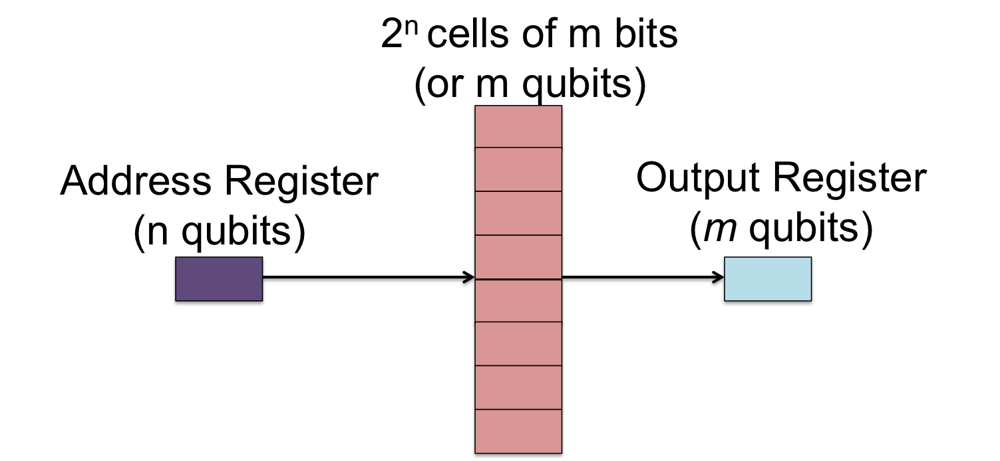 2ⁿ cells of m bits
(or m qubits)
Address Register
(n qubits)
Output Register
(m qubits)